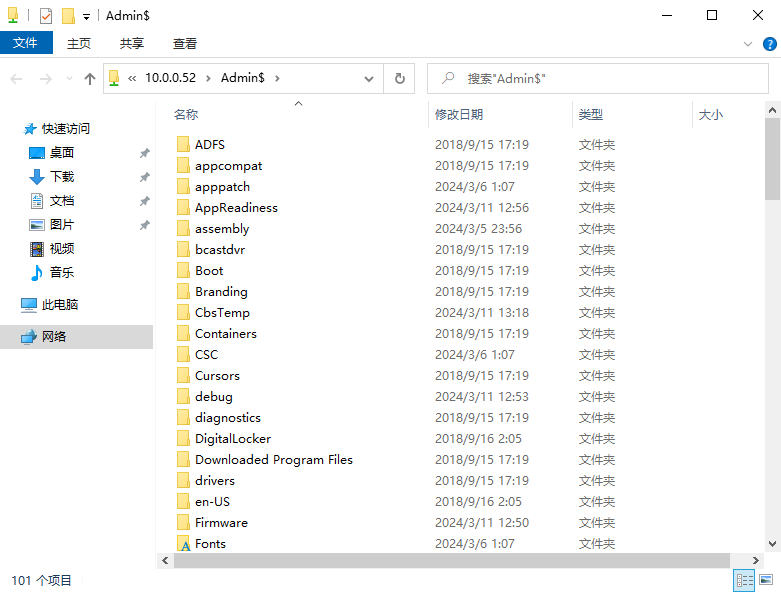 Admin$
文件 主页 共享 查看
« 10.0.0.52 › Admin$ › 搜索"Admin$"
名称 修改日期 类型 大小
快速访问
桌面
下载
文档
图片
视频
音乐
此电脑
网络
ADFS 2018/9/15 17:19 文件夹
appcompat 2018/9/15 17:19 文件夹
apppatch 2024/3/6 1:07 文件夹
AppReadiness 2024/3/11 12:56 文件夹
assembly 2024/3/5 23:56 文件夹
bcastdvr 2018/9/15 17:19 文件夹
Boot 2018/9/15 17:19 文件夹
Branding 2018/9/15 17:19 文件夹
CbsTemp 2024/3/11 13:18 文件夹
Containers 2018/9/15 17:19 文件夹
CSC 2024/3/6 1:07 文件夹
Cursors 2018/9/15 17:19 文件夹
debug 2024/3/11 12:53 文件夹
diagnostics 2018/9/15 17:19 文件夹
DigitalLocker 2018/9/16 2:05 文件夹
Downloaded Program Files 2018/9/15 17:19 文件夹
drivers 2018/9/15 17:19 文件夹
en-US 2018/9/16 2:05 文件夹
Firmware 2024/3/11 12:50 文件夹
Fonts 2024/3/6 1:07 文件夹
101 个项目